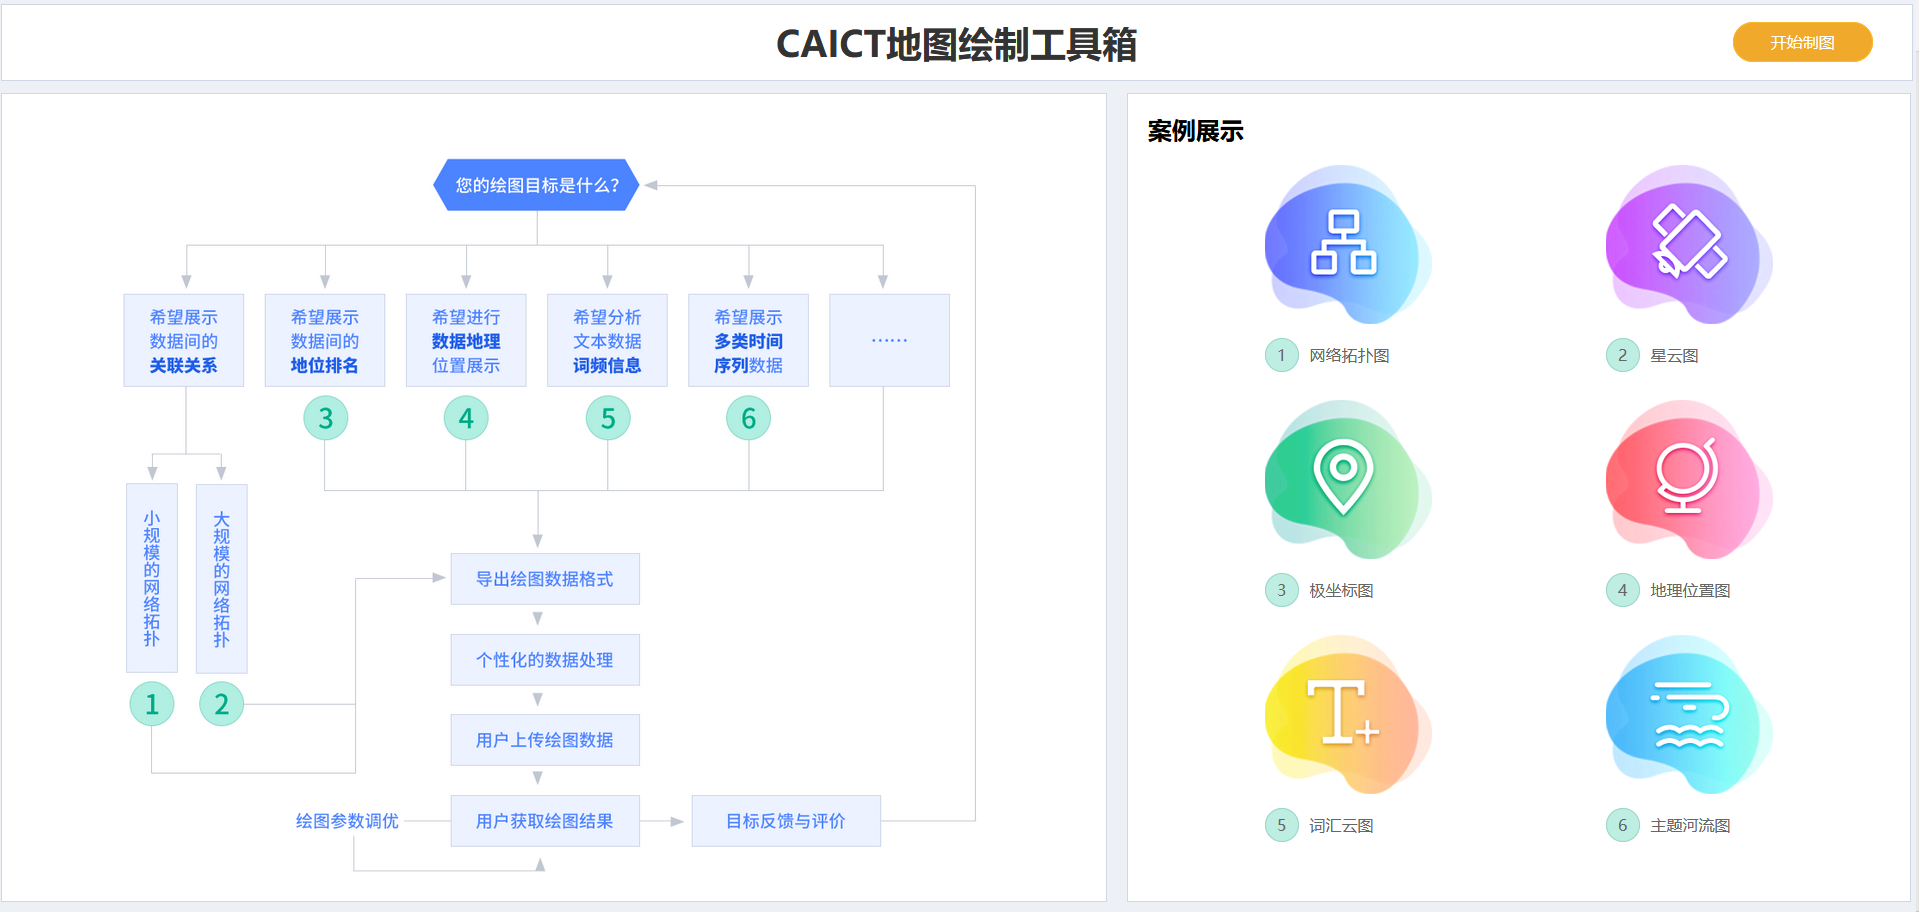 CAICT地图绘制工具箱
开始制图
您的绘图目标是什么？
希望展示
数据间的
关联关系
希望展示
数据间的
地位排名
3
希望进行
数据地理
位置展示
4
希望分析
文本数据
词频信息
5
希望展示
多类时间
序列数据
6
……
小规模的网络拓扑
1
大规模的网络拓扑
2
导出绘图数据格式
个性化的数据处理
用户上传绘图数据
绘图参数调优
用户获取绘图结果
目标反馈与评价
案例展示
1 网络拓扑图
2 星云图
3 极坐标图
4 地理位置图
T+
5 词汇云图
6 主题河流图